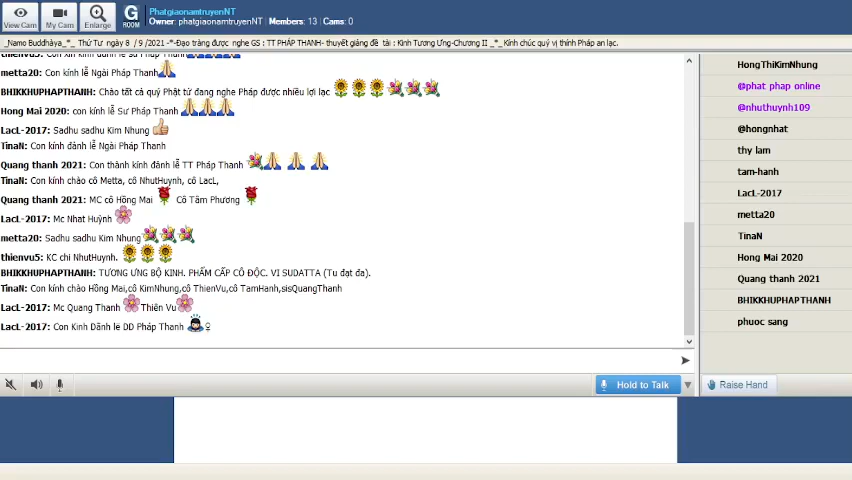 View Cam
My Cam
Enlarge
G
ROOM
PhatgiaonamtruyenNT
Owner: phatgiaonamtruyenNT | Members: 13 | Cams: 0
_Namo Buddhàya_*_ Thứ Tư ngày 8 / 9 /2021 -*-Đạo tràng được nghe GS : TT PHÁP THANH- thuyết giảng đề tài : Kinh Tương Ưng-Chương II _*_Kính chúc quý vị thính Pháp an lạc.
metta20: Con kính lễ Ngài Pháp Thanh
BHIKKHUPHAPTHANH: Chào tất cả quý Phật tử đang nghe Pháp được nhiều lợi lạc
Hong Mai 2020: con kính lễ Sư Pháp Thanh
LacL-2017: Sadhu sadhu Kim Nhung
TinaN: Con kính đảnh lễ Ngài Pháp Thanh
Quang thanh 2021: Con thành kính đảnh lễ TT Pháp Thanh
TinaN: Con kính chào cô Metta, cô NhutHuynh, cô LacL,
Quang thanh 2021: MC cô Hồng Mai Cô Tâm Phương
LacL-2017: Mc Nhat Huỳnh
metta20: Sadhu sadhu Kim Nhung
thienvu5: KC chi NhutHuynh.
BHIKKHUPHAPTHANH: TƯƠNG ƯNG BỘ KINH. PHẨM CẤP CÔ ĐỘC. VI SUDATTA (Tu đạt đa).
TinaN: Con kính chào Hồng Mai,cô KimNhung,cô ThienVu,cô TamHanh,sisQuangThanh
LacL-2017: Mc Quang Thanh Thiên Vu
LacL-2017: Con Kinh Đãnh lê DD Pháp Thanh
HongThiKimNhung
@phat phap online
@nhuthuynh109
@hongnhat
thy lam
tam-hanh
LacL-2017
metta20
TinaN
Hong Mai 2020
Quang thanh 2021
BHIKKHUPHAPTHANH
phuoc sang
Hold to Talk
Raise Hand